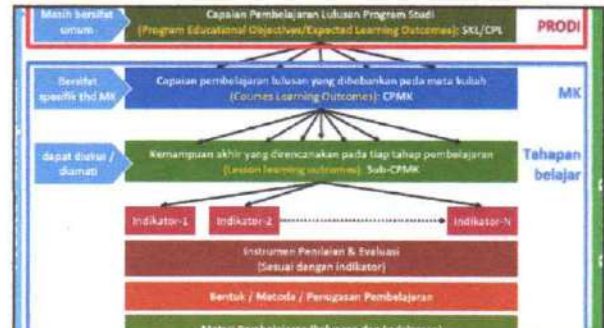 Masih bersifat
umum
Capaian Pembelajaran Lulusan Program Studi
(Program Educational Objectives/Expected Learning Outcomes): SKL/CPL
PRODI
Bersifat
spesifik thd MK
Capaian pembelajaran lulusan yang dibebankan pada mata kuliah
(Courses Learning Outcomes): CPMK
MK
dapat diukur /
diamati
Kemampuan akhir yang direncanakan pada tiap tahap pembelajaran
(Lesson learning outcomes): Sub-CPMK
Tahapan
belajar
Indikator-1
Indikator-2
Indikator-N
Instrumen Penilaian & Evaluasi
(Sesuai dengan indikator)
Bentuk / Metoda / Penugasan Pembelajaran
Materi Pembelajaran